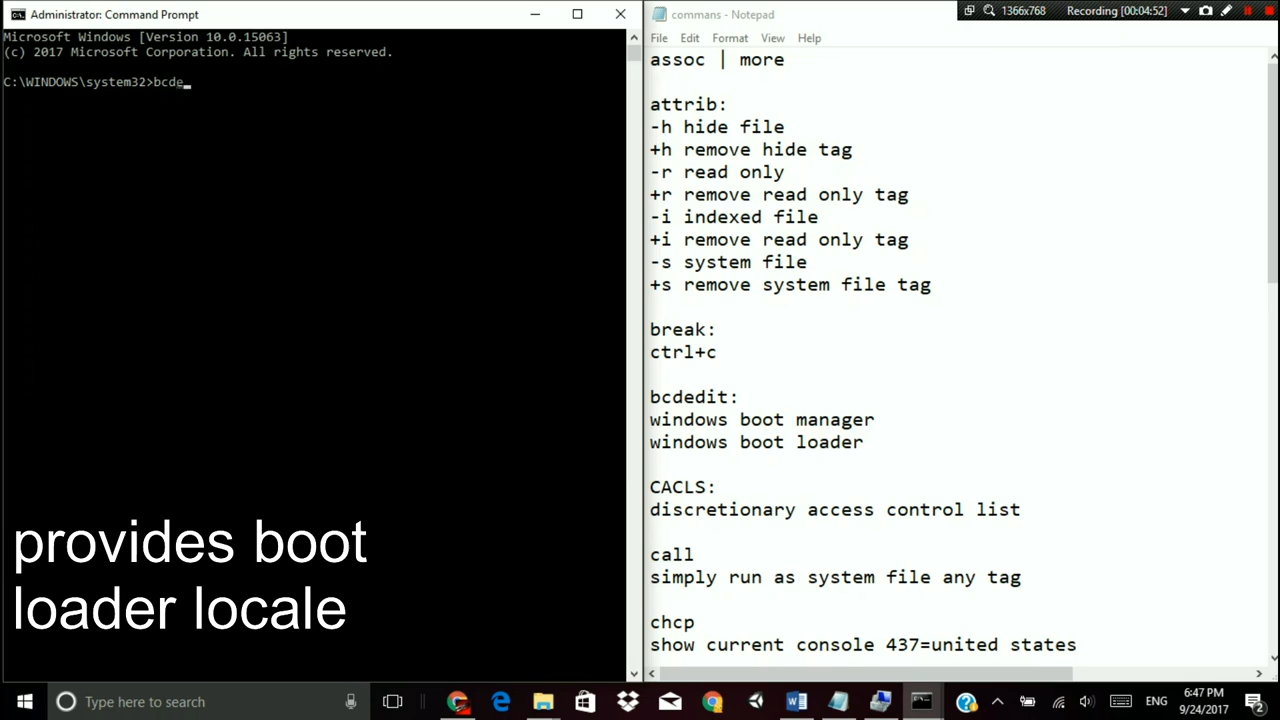 Administrator: Command Prompt
Microsoft Windows [Version 10.0.15063]
(c) 2017 Microsoft Corporation. All rights reserved.
C:\WINDOWS\system32>bcde_
provides boot
loader locale
commans - Notepad
1366x768
Recording [00:04:52]
File Edit Format View Help
assoc | more
attrib:
-h hide file
+h remove hide tag
-r read only
+r remove read only tag
-i indexed file
+i remove read only tag
-s system file
+s remove system file tag
break:
ctrl+c
bcdedit:
windows boot manager
windows boot loader
CACLS:
discretionary access control list
call
simply run as system file any tag
chcp
show current console 437=united states
Type here to search
ENG
6:47 PM
9/24/2017
2